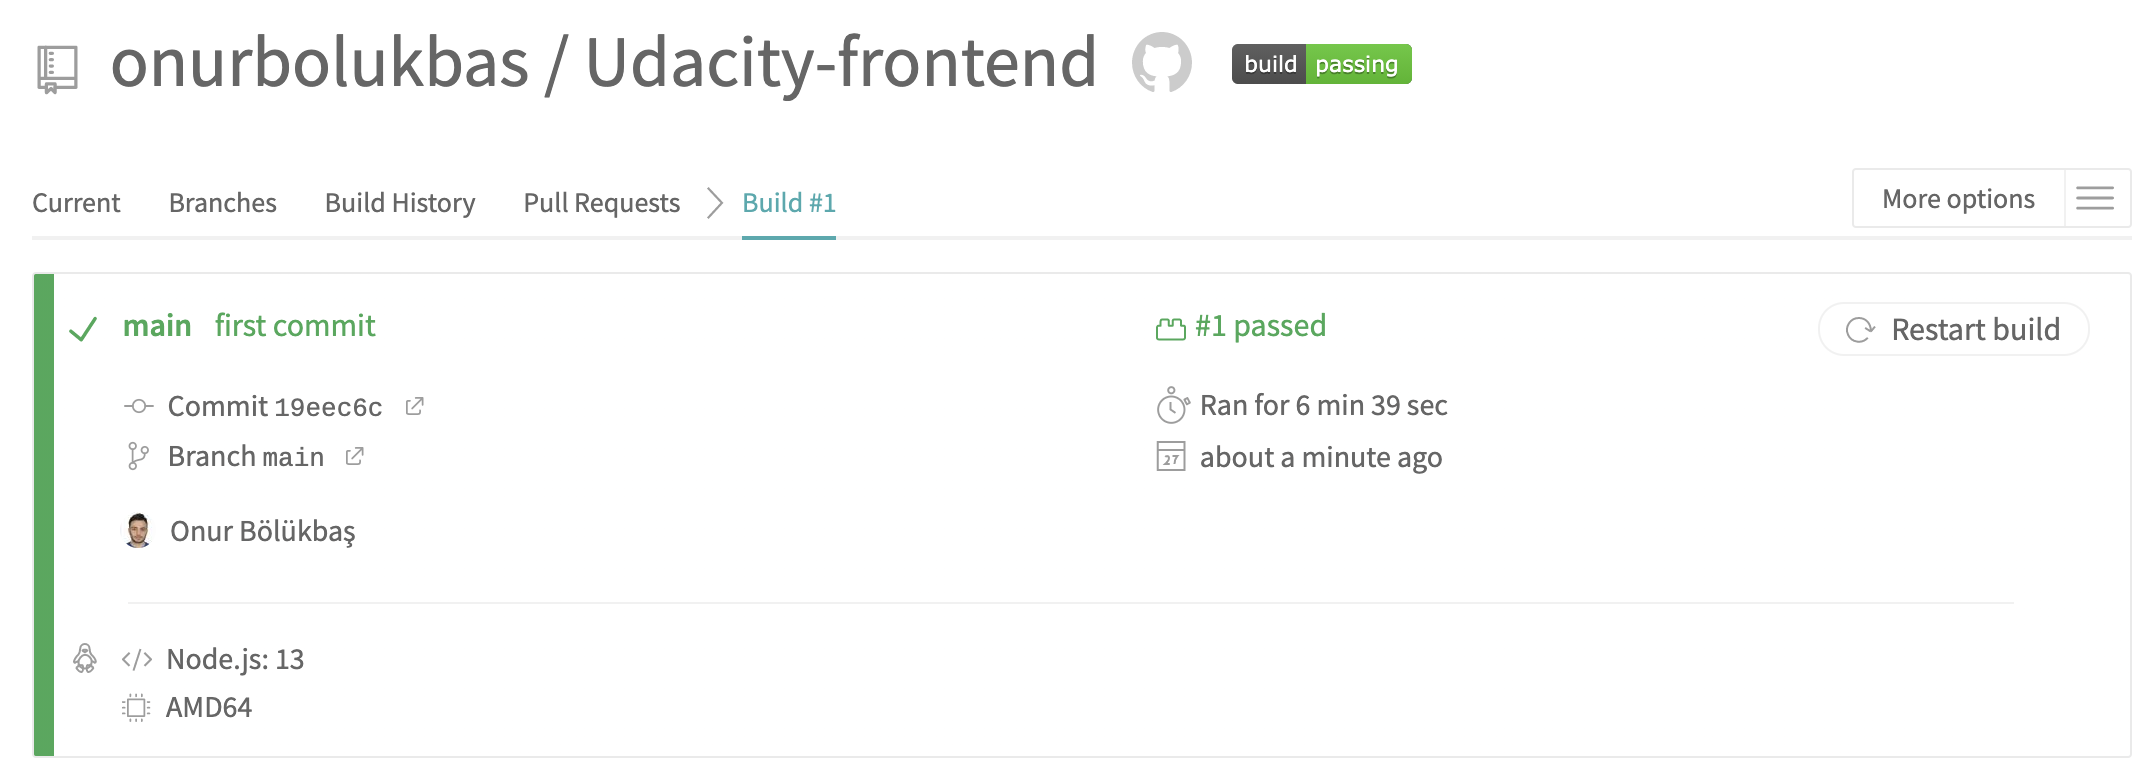 onurbolukbas / Udacity-frontend
build passing
Current Branches Build History Pull Requests Build #1
More options
main first commit
#1 passed
Restart build
Commit 19eec6c
Ran for 6 min 39 sec
Branch main
27
about a minute ago
Onur Bölükbaş
</> Node.js: 13
AMD64